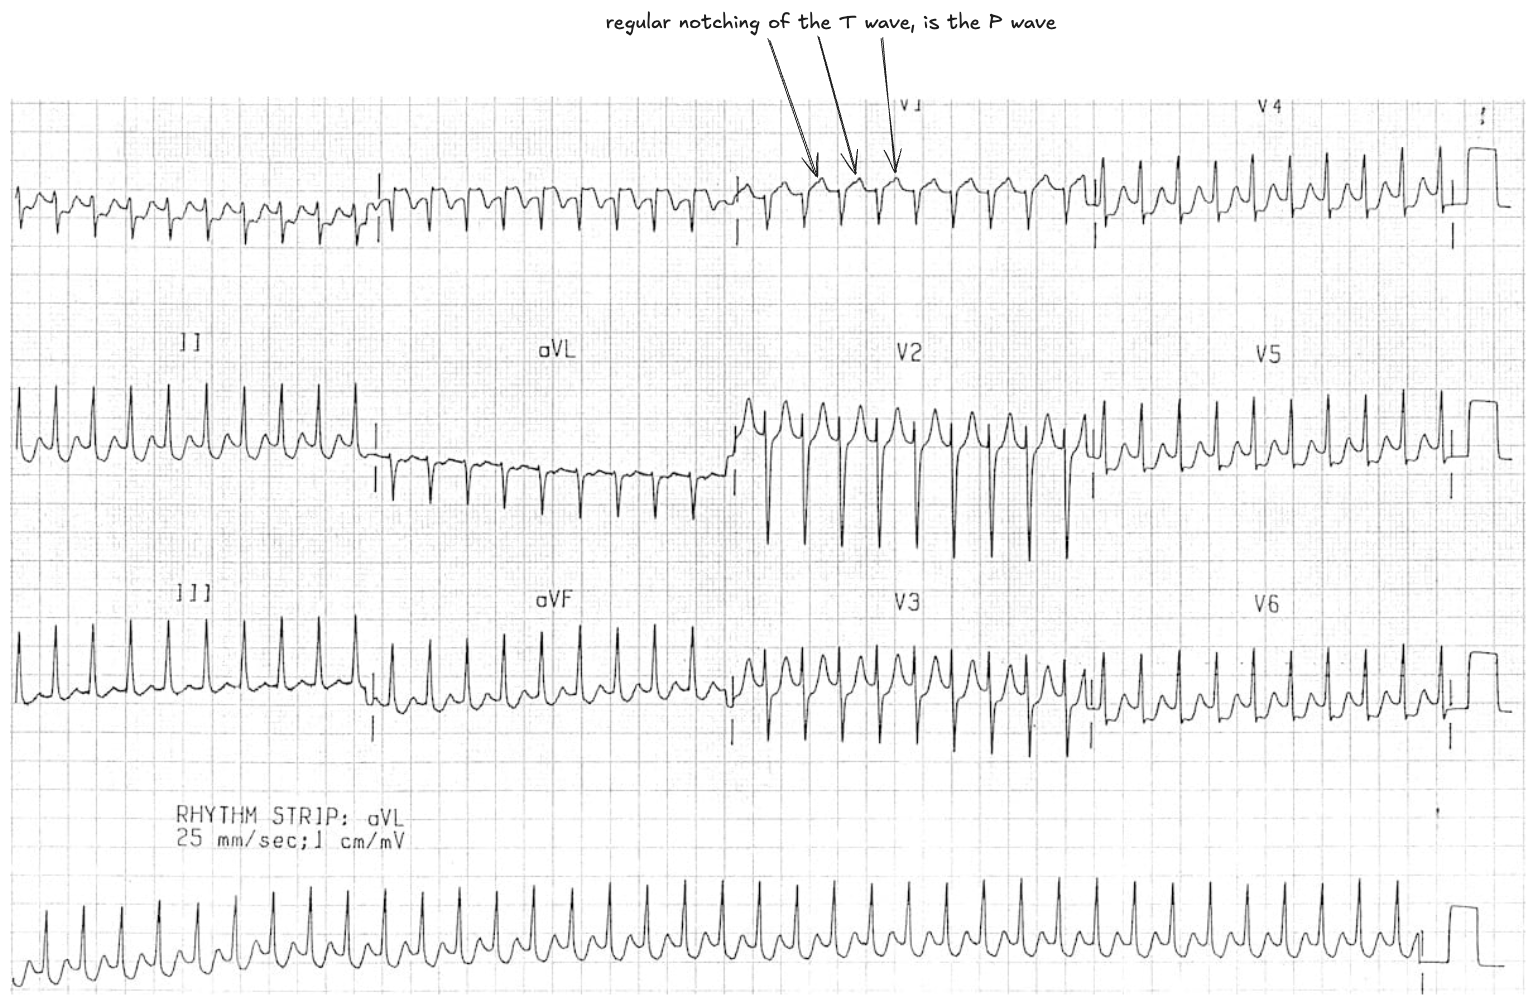 regular notching of the T wave, is the P wave
V1
V4
II
aVL
V2
V5
III
aVF
V3
V6
RHYTHM STRIP: aVL
25 mm/sec;1 cm/mV